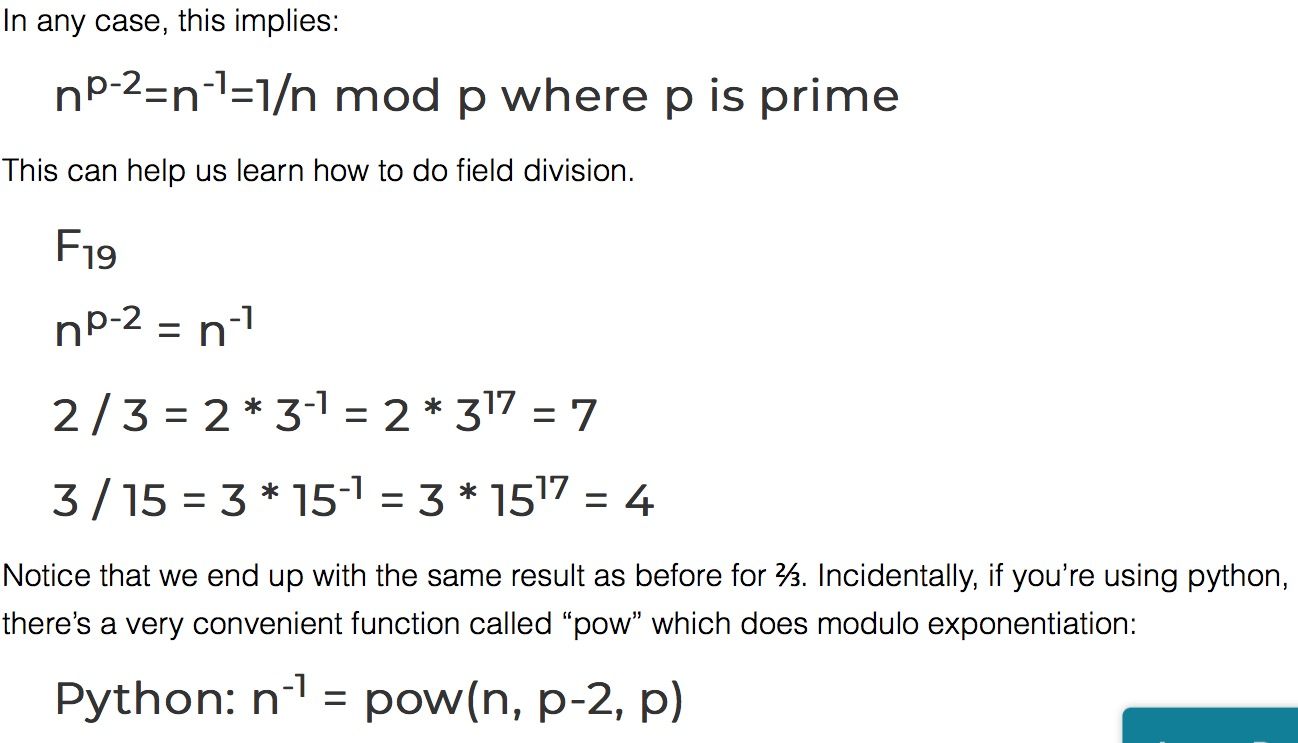 In any case, this implies:
n^p-2=n^-1=1/n mod p where p is prime
This can help us learn how to do field division.
F₁₉
n^p-2 = n^-1
2 / 3 = 2 * 3^-1 = 2 * 3^17 = 7
3 / 15 = 3 * 15^-1 = 3 * 15^17 = 4
Notice that we end up with the same result as before for ⅔. Incidentally, if you’re using python,
there’s a very convenient function called “pow” which does modulo exponentiation:
Python: n^-1 = pow(n, p-2, p)